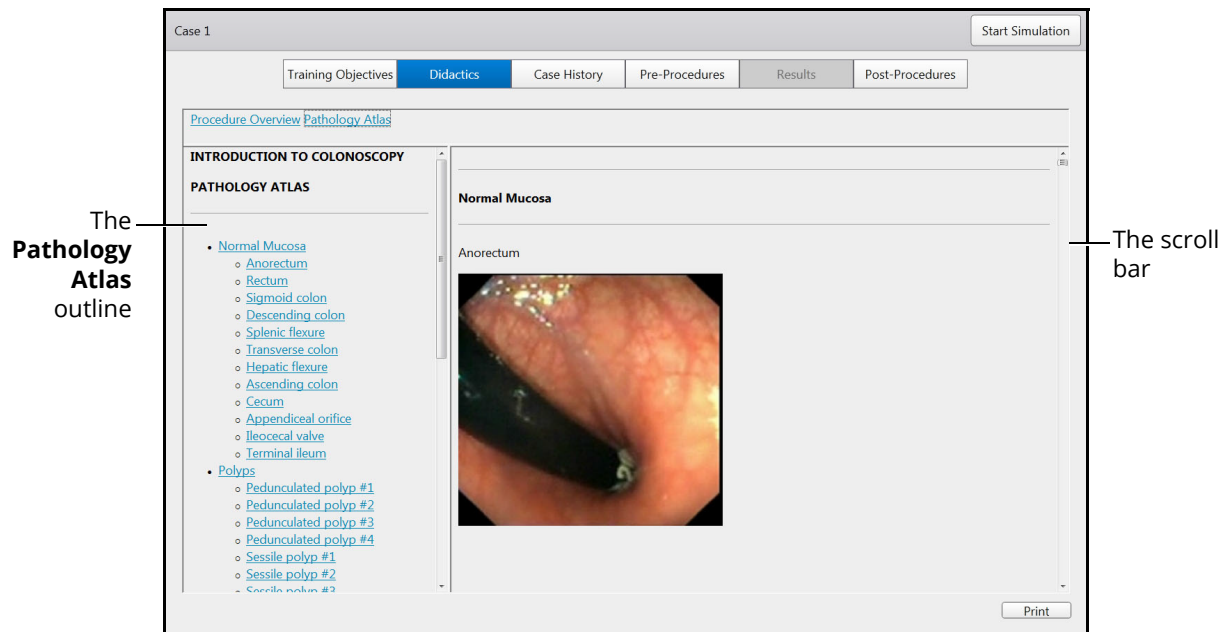 Case 1
Start Simulation
Training Objectives Didactics Case History Pre-Procedures Results Post-Procedures
Procedure Overview Pathology Atlas
INTRODUCTION TO COLONOSCOPY
PATHOLOGY ATLAS
Normal Mucosa
Anorectum
Rectum
Sigmoid colon
Descending colon
Splenic flexure
Transverse colon
Hepatic flexure
Ascending colon
Cecum
Appendiceal orifice
Ileocecal valve
Terminal ileum
Polyps
Pedunculated polyp #1
Pedunculated polyp #2
Pedunculated polyp #3
Pedunculated polyp #4
Sessile polyp #1
Sessile polyp #2
Sessile polyp #3
Normal Mucosa
Anorectum
Print
The
Pathology
Atlas
outline
The scroll
bar